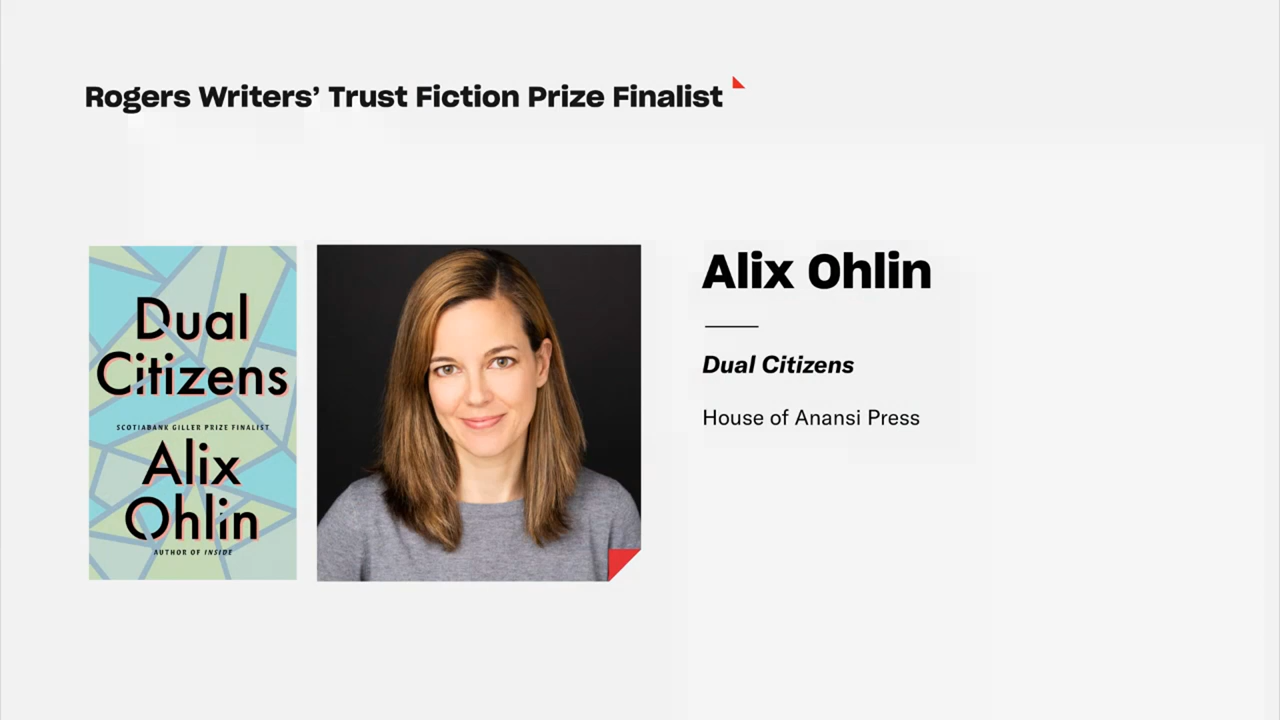 Rogers Writers’ Trust Fiction Prize Finalist
Dual
Citizens
SCOTIABANK GILLER PRIZE FINALIST
Alix
Ohlin
AUTHOR OF INSIDE
Alix Ohlin
Dual Citizens
House of Anansi Press